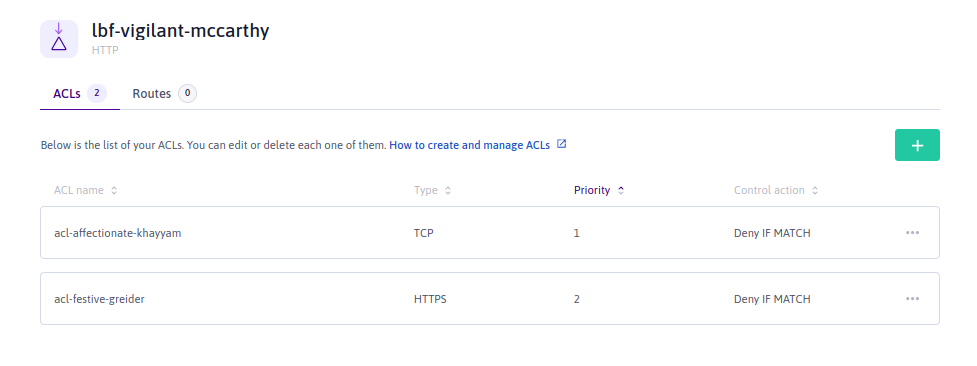 lbf-vigilant-mccarthy
HTTP
ACLs 2 Routes 0
Below is the list of your ACLs. You can edit or delete each one of them. How to create and manage ACLs
ACL name Type Priority Control action
acl-affectionate-khayyam TCP 1 Deny IF MATCH
acl-festive-greider HTTPS 2 Deny IF MATCH